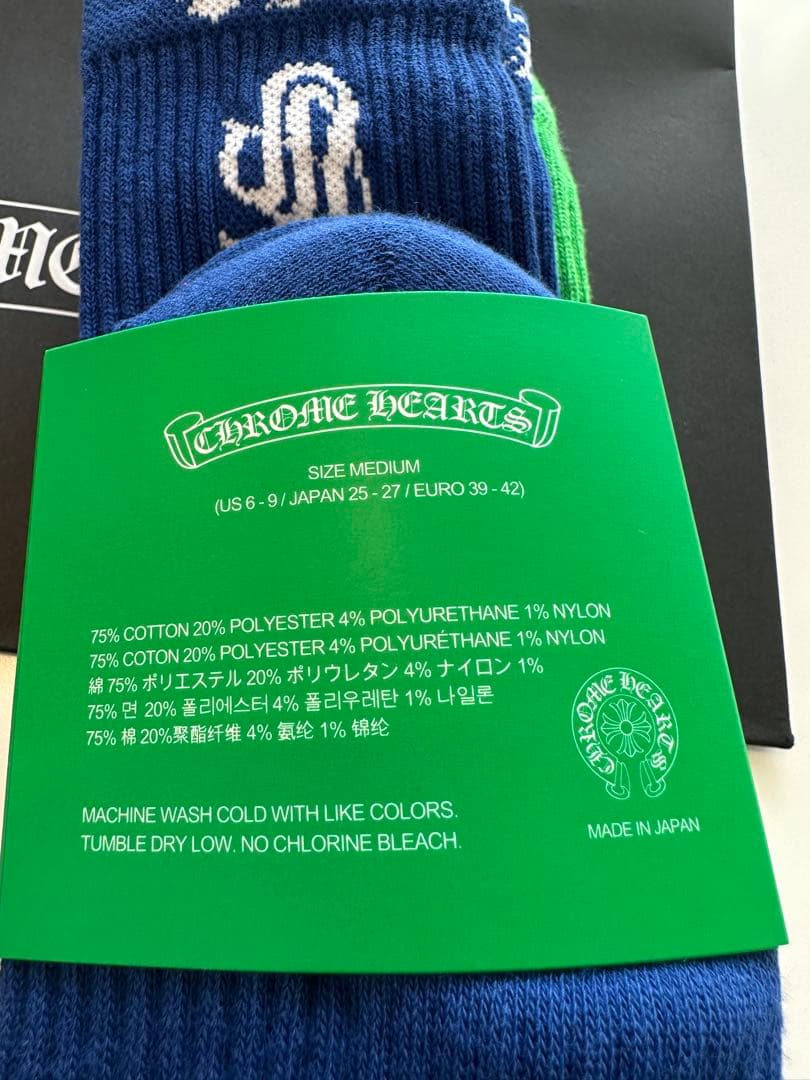 CHROME HEARTS
SIZE MEDIUM
(US 6 - 9 / JAPAN 25 - 27 / EURO 39 - 42)
75% COTTON 20% POLYESTER 4% POLYURETHANE 1% NYLON
75% COTON 20% POLYESTER 4% POLYURÉTHANE 1% NYLON
綿 75% ポリエステル 20% ポリウレタン 4% ナイロン 1%
75% 면 20% 폴리에스터 4% 폴리우레탄 1% 나일론
75% 棉 20%聚酯纤维 4% 氨纶 1% 锦纶
CHROME HEARTS
MACHINE WASH COLD WITH LIKE COLORS.
TUMBLE DRY LOW. NO CHLORINE BLEACH.
MADE IN JAPAN